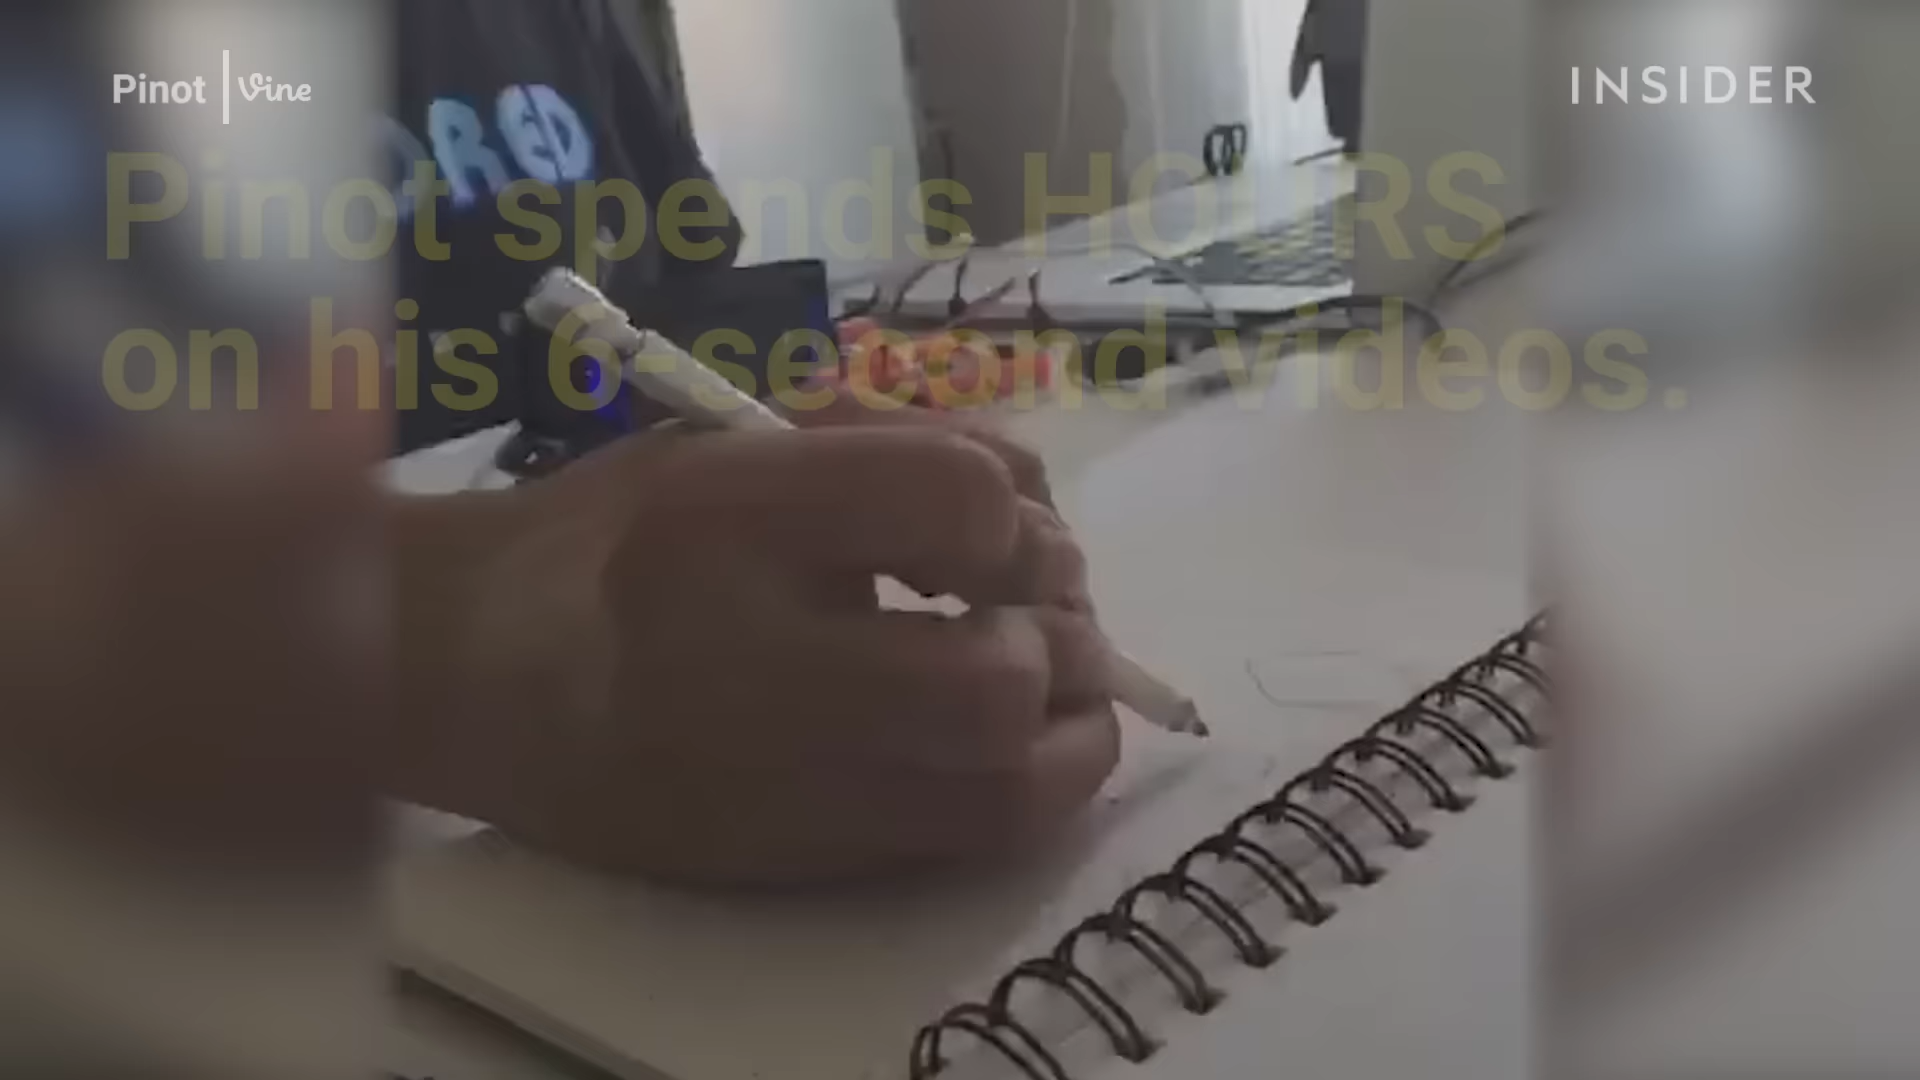 Pinot | Vine
INSIDER
Pinot spends HOURS
on his 6-second videos.